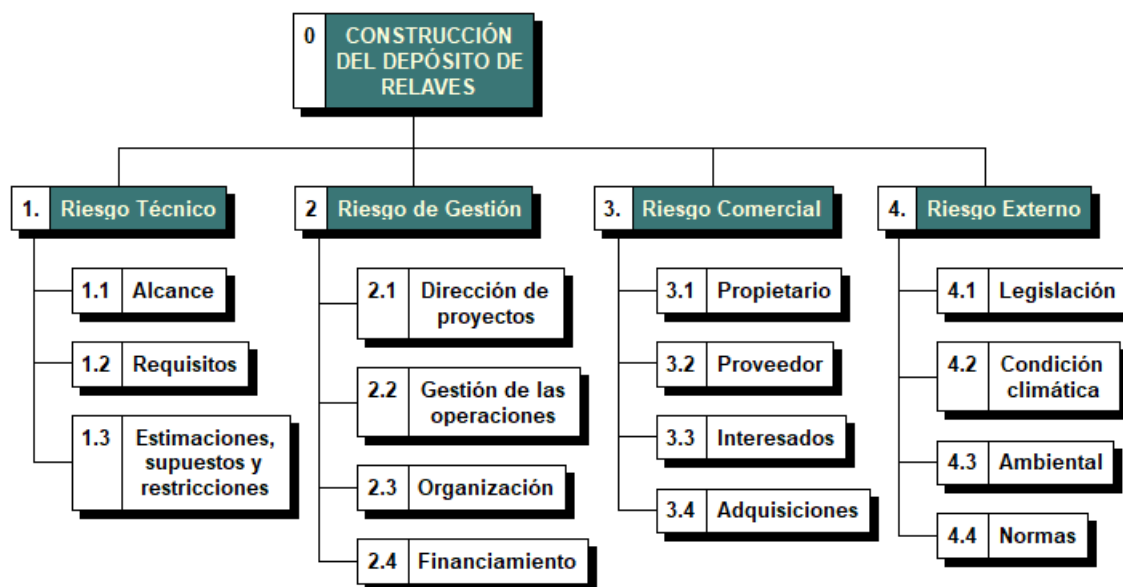 0 CONSTRUCCIÓN
DEL DEPÓSITO DE
RELAVES
1. Riesgo Técnico
1.1 Alcance
1.2 Requisitos
1.3 Estimaciones,
supuestos y
restricciones
2 Riesgo de Gestión
2.1 Dirección de
proyectos
2.2 Gestión de las
operaciones
2.3 Organización
2.4 Financiamiento
3. Riesgo Comercial
3.1 Propietario
3.2 Proveedor
3.3 Interesados
3.4 Adquisiciones
4. Riesgo Externo
4.1 Legislación
4.2 Condición
climática
4.3 Ambiental
4.4 Normas